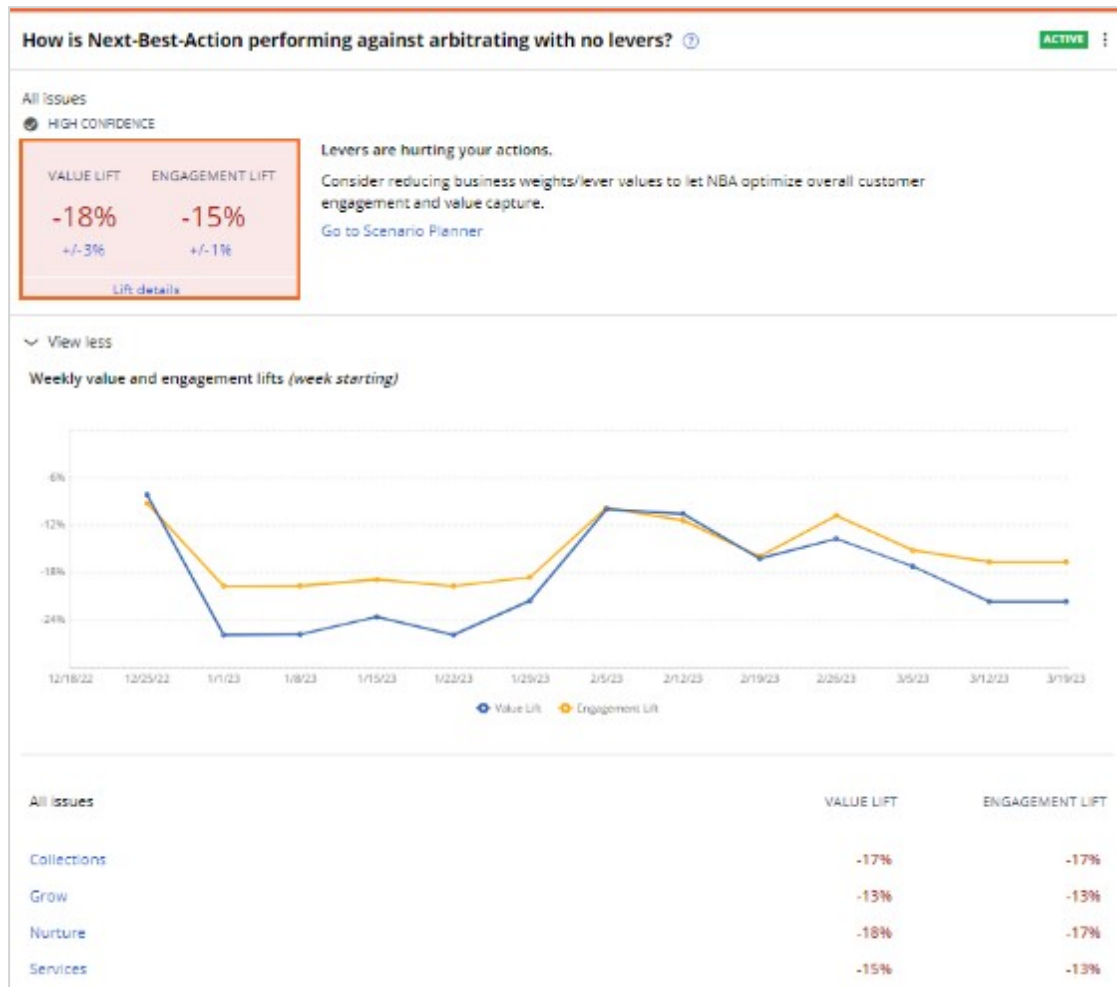 How is Next-Best-Action performing against arbitrating with no levers? ?
ACTIVE
All issues
HIGH CONFIDENCE
VALUE LIFT ENGAGEMENT LIFT
-18% -15%
+/-3% +/-1%
Lift details
Levers are hurting your actions.
Consider reducing business weights/lever values to let NBA optimize overall customer
engagement and value capture.
Go to Scenario Planner
View less
Weekly value and engagement lifts (week starting)
-6%
-12%
-18%
-24%
12/18/22 12/25/22 1/1/23 1/8/23 1/15/23 1/22/23 1/29/23 2/5/23 2/12/23 2/19/23 2/26/23 3/5/23 3/12/23 3/19/23
Value Lift Engagement Lift
All issues VALUE LIFT ENGAGEMENT LIFT
Collections -17% -17%
Grow -13% -13%
Nurture -18% -17%
Services -15% -13%